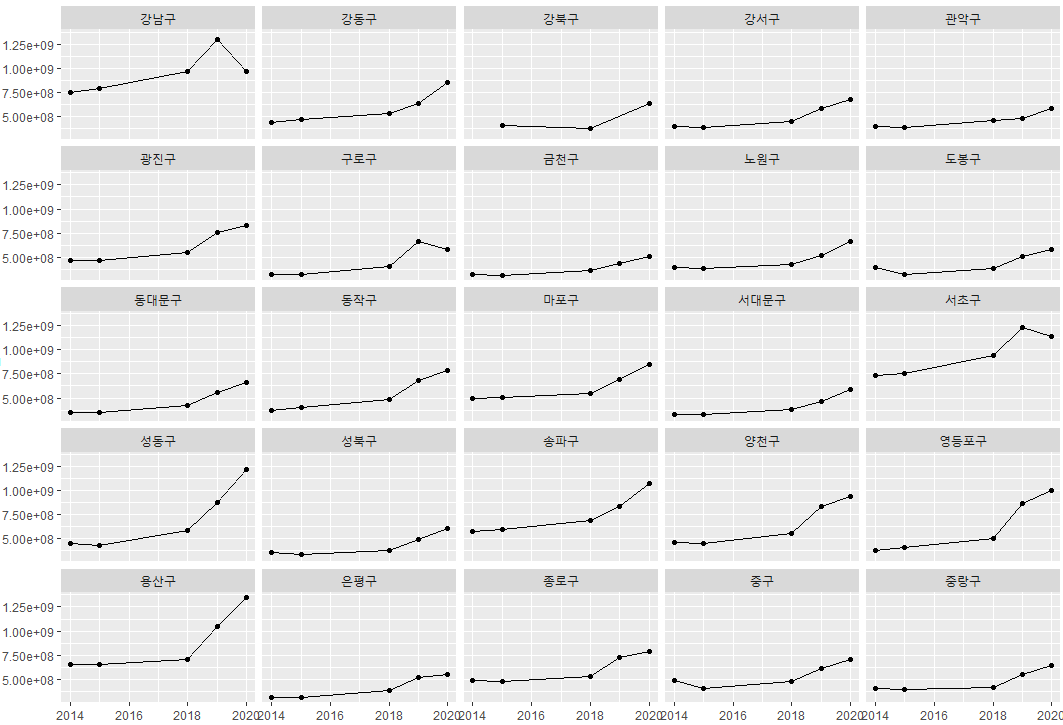 강남구 강동구 강북구 강서구 관악구
1.25e+09
1.00e+09
7.50e+08
5.00e+08
광진구 구로구 금천구 노원구 도봉구
1.25e+09
1.00e+09
7.50e+08
5.00e+08
동대문구 동작구 마포구 서대문구 서초구
1.25e+09
1.00e+09
7.50e+08
5.00e+08
성동구 성북구 송파구 양천구 영등포구
1.25e+09
1.00e+09
7.50e+08
5.00e+08
용산구 은평구 종로구 중구 중랑구
1.25e+09
1.00e+09
7.50e+08
5.00e+08
2014 2018 2020 2014 2018 2020 2014 2018 2020 2014 2018 2020 2014 2018 2020